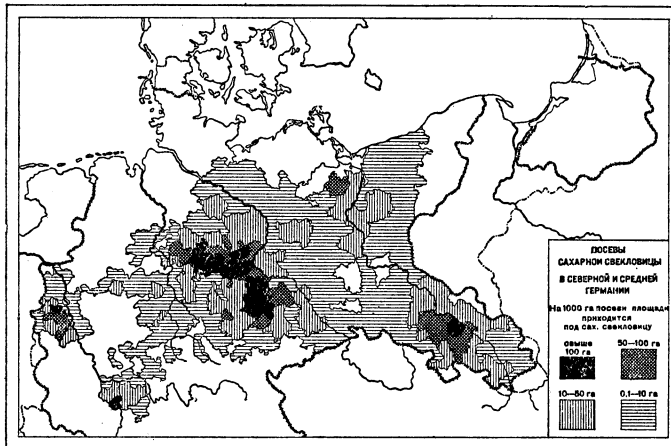 ПОСЕВЫ
САХАРНОЙ СВЕКЛОВИЦЫ
В СЕВЕРНОЙ И СРЕДНЕЙ
ГЕРМАНИИ
На 1000 га посевн площади
приходится
под сах. свекловицу
свыше 100 га
50—100 га
10—50 га
0,1—10 га